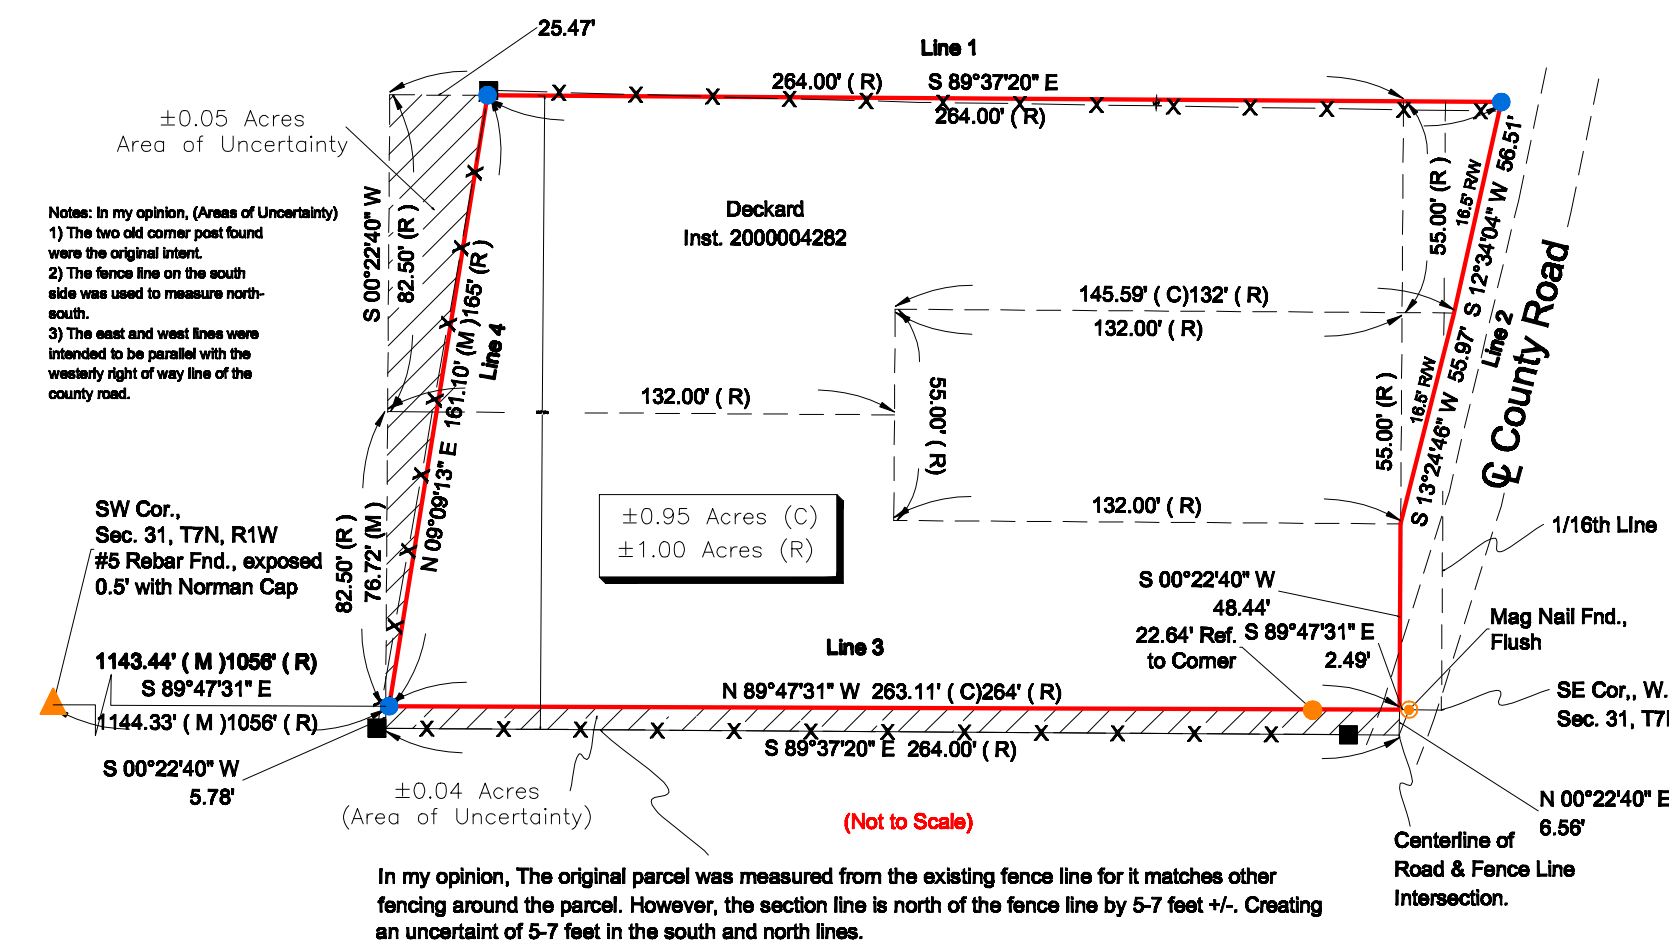 25.47'
Line 1
264.00' ( R)
S 89°37'20" E
264.00' ( R)
±0.05 Acres
Area of Uncertainty
S 00°22'40" W
82.50' (R )
Notes: In my opinion, (Areas of Uncertainty)
1) The two old corner post found
were the original intent.
2) The fence line on the south
side was used to measure north-
south.
3) The east and west lines were
intended to be parallel with the
westerly right of way line of the
county road.
Deckard
Inst. 2000004282
N 09°09'13" E 161.10' (M )165' (R )
Line 4
145.59' ( C)132' ( R)
132.00' ( R)
132.00' ( R)
55.00' ( R)
132.00' ( R)
55.00' (R )
55.00' (R )
16.5' R/W
16.5' R/W
S 12°34'04" W 56.51'
S 13°24'46" W 55.97'
Line 2
℄ County Road
±0.95 Acres (C)
±1.00 Acres (R)
SW Cor.,
Sec. 31, T7N, R1W
#5 Rebar Fnd., exposed
0.5' with Norman Cap
82.50' (R )
76.72' (M )
1143.44' ( M )1056' ( R)
S 89°47'31" E
1144.33' ( M )1056' ( R)
S 00°22'40" W
5.78'
Line 3
N 89°47'31" W 263.11' ( C)264' ( R)
S 89°37'20" E 264.00' ( R)
S 00°22'40" W
48.44'
22.64' Ref.
to Corner
S 89°47'31" E
2.49'
1/16th Line
Mag Nail Fnd.,
Flush
SE Cor., W.
Sec. 31, T7
N 00°22'40" E
6.56'
Centerline of
Road & Fence Line
Intersection.
±0.04 Acres
(Area of Uncertainty)
(Not to Scale)
In my opinion, The original parcel was measured from the existing fence line for it matches other
fencing around the parcel. However, the section line is north of the fence line by 5-7 feet +/-. Creating
an uncertaint of 5-7 feet in the south and north lines.